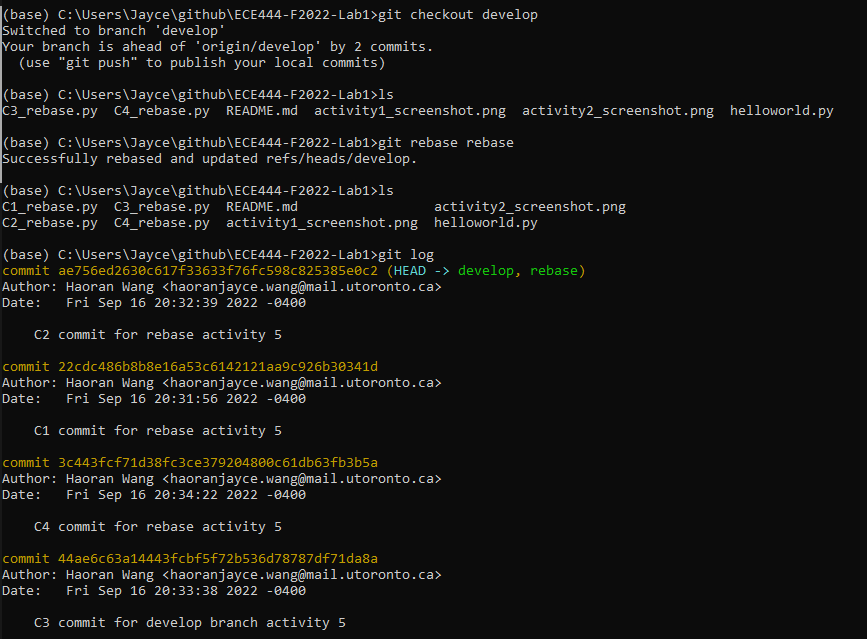 (base) C:\Users\Jayce\github\ECE444-F2022-Lab1>git checkout develop
Switched to branch 'develop'
Your branch is ahead of 'origin/develop' by 2 commits.
  (use "git push" to publish your local commits)
(base) C:\Users\Jayce\github\ECE444-F2022-Lab1>ls
C3_rebase.py  C4_rebase.py  README.md  activity1_screenshot.png  activity2_screenshot.png  helloworld.py
(base) C:\Users\Jayce\github\ECE444-F2022-Lab1>git rebase rebase
Successfully rebased and updated refs/heads/develop.
(base) C:\Users\Jayce\github\ECE444-F2022-Lab1>ls
C1_rebase.py  C3_rebase.py  README.md                 activity2_screenshot.png
C2_rebase.py  C4_rebase.py  activity1_screenshot.png  helloworld.py
(base) C:\Users\Jayce\github\ECE444-F2022-Lab1>git log
commit ae756ed2630c617f33633f76fc598c825385e0c2 (HEAD -> develop, rebase)
Author: Haoran Wang <haoranjayce.wang@mail.utoronto.ca>
Date:   Fri Sep 16 20:32:39 2022 -0400
    C2 commit for rebase activity 5
commit 22cdc486b8b8e16a53c6142121aa9c926b30341d
Author: Haoran Wang <haoranjayce.wang@mail.utoronto.ca>
Date:   Fri Sep 16 20:31:56 2022 -0400
    C1 commit for rebase activity 5
commit 3c443fcf71d38fc3ce379204800c61db63fb3b5a
Author: Haoran Wang <haoranjayce.wang@mail.utoronto.ca>
Date:   Fri Sep 16 20:34:22 2022 -0400
    C4 commit for rebase activity 5
commit 44ae6c63a14443fcbf5f72b536d78787df71da8a
Author: Haoran Wang <haoranjayce.wang@mail.utoronto.ca>
Date:   Fri Sep 16 20:33:38 2022 -0400
    C3 commit for develop branch activity 5